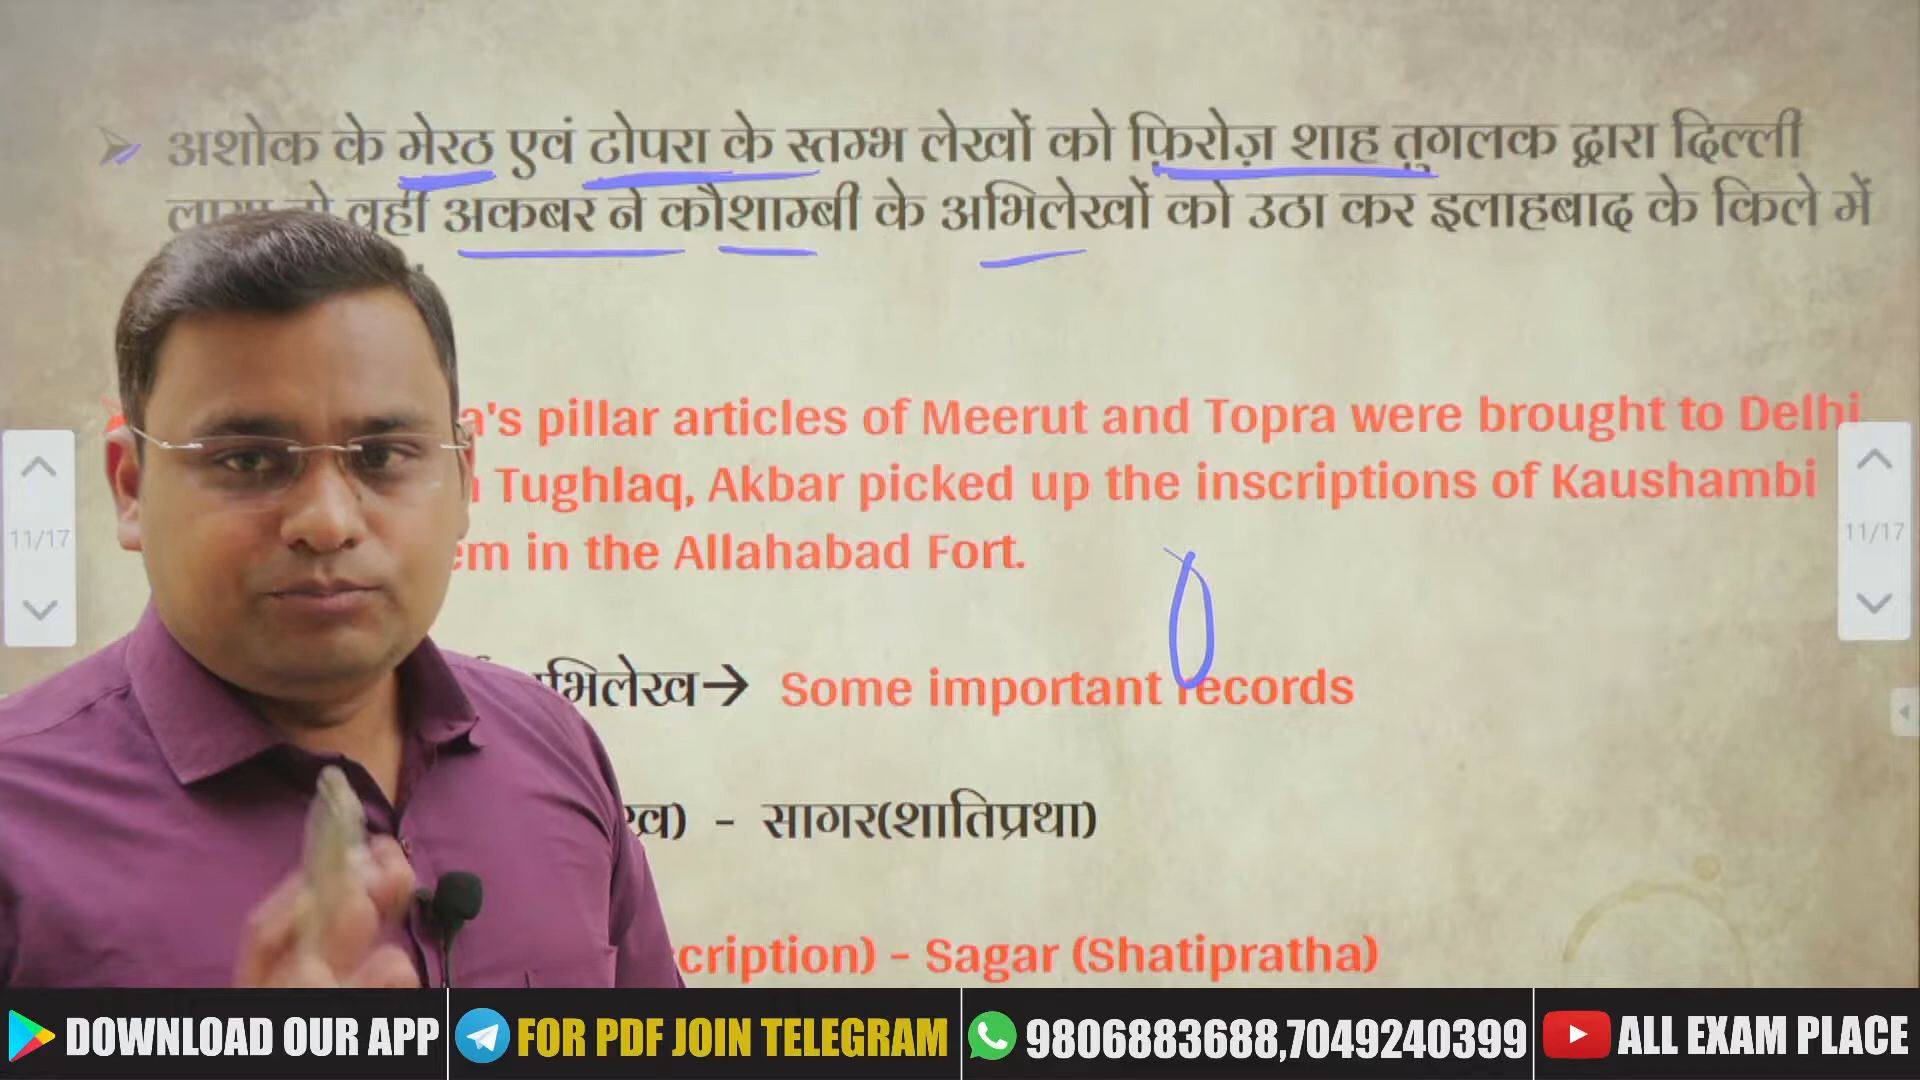 अशोक के मेरठ एवं टोपरा के स्तम्भ लेखों को फ़िरोज़ शाह तुगलक द्वारा दिल्ली
वहीं अकबर ने कौशाम्बी के अभिलेखों को उठा कर इलाहबाद के किले में
a's pillar articles of Meerut and Topra were brought to Delhi
Tughlaq, Akbar picked up the inscriptions of Kaushambi
em in the Allahabad Fort.
भिलेख→ Some important records
ख) - सागर(शातिप्रथा)
cription) – Sagar (Shatipratha)
11/17
11/17
DOWNLOAD OUR APP
FOR PDF JOIN TELEGRAM
9806883688,7049240399
ALL EXAM PLACE